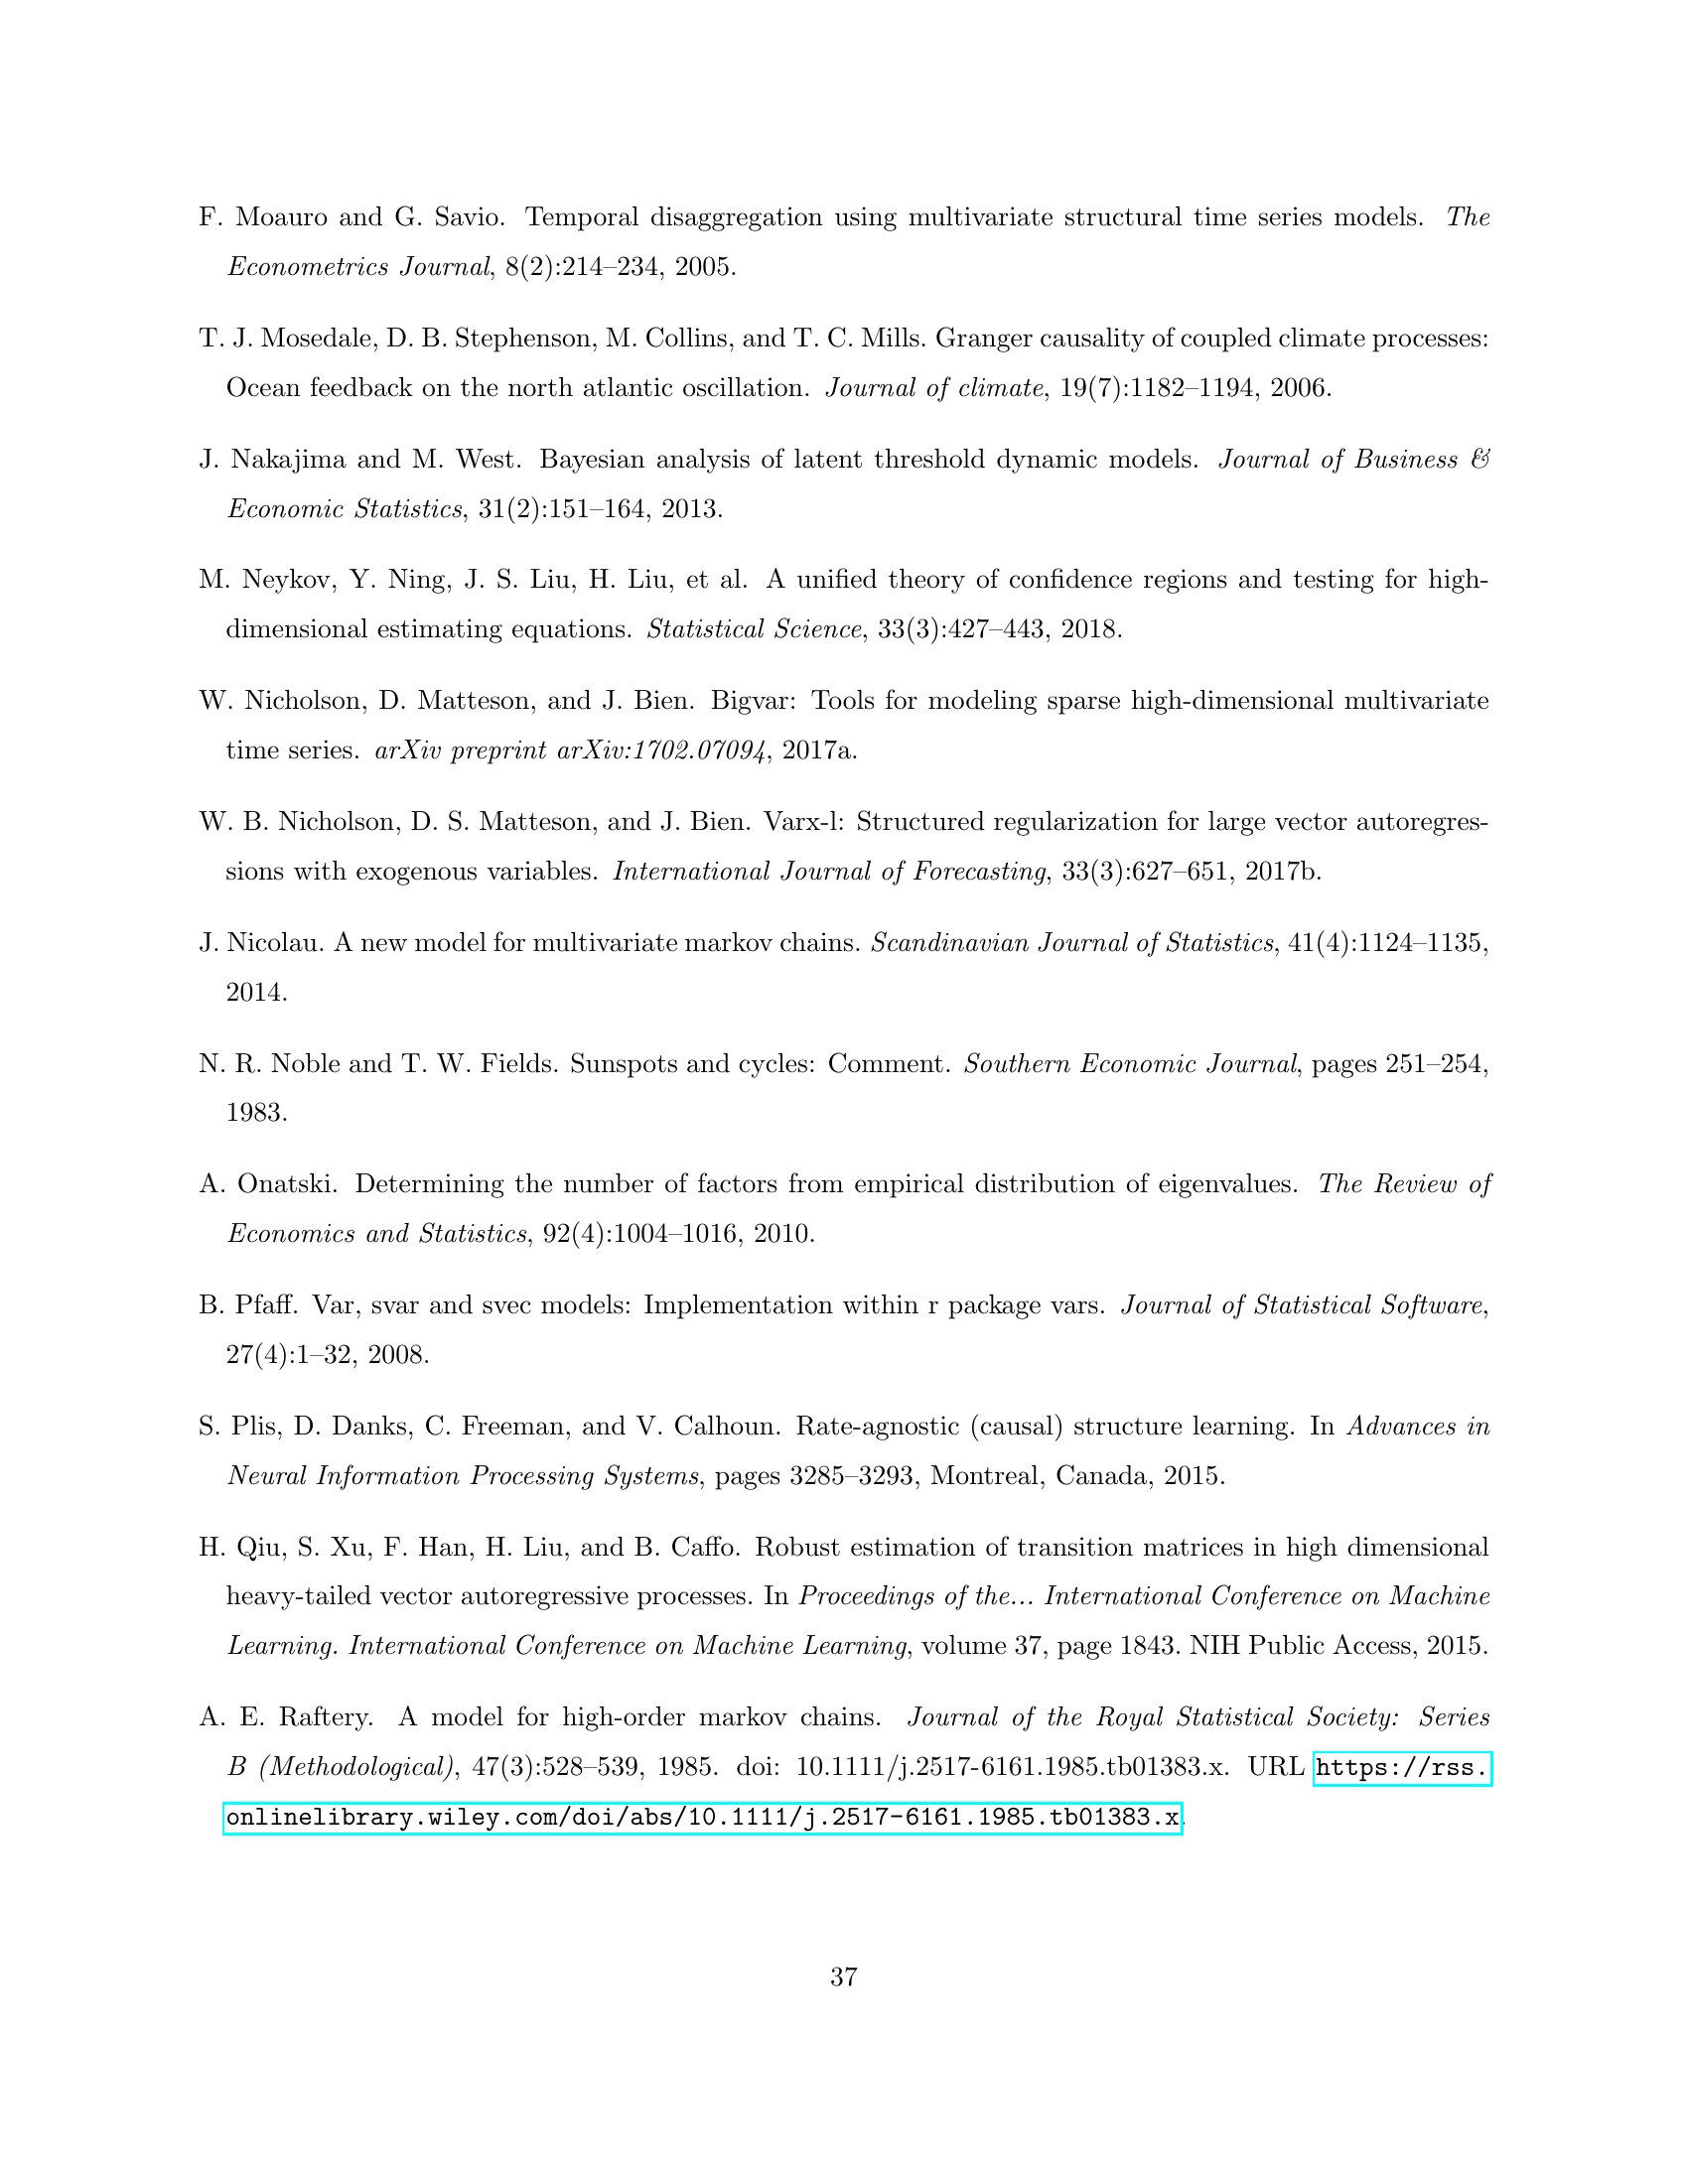 F. Moauro and G. Savio. Temporal disaggregation using multivariate structural time series models. The
Econometrics Journal, 8(2):214–234, 2005.
T. J. Mosedale, D. B. Stephenson, M. Collins, and T. C. Mills. Granger causality of coupled climate processes:
Ocean feedback on the north atlantic oscillation. Journal of climate, 19(7):1182–1194, 2006.
J. Nakajima and M. West. Bayesian analysis of latent threshold dynamic models. Journal of Business &
Economic Statistics, 31(2):151–164, 2013.
M. Neykov, Y. Ning, J. S. Liu, H. Liu, et al. A unified theory of confidence regions and testing for high-
dimensional estimating equations. Statistical Science, 33(3):427–443, 2018.
W. Nicholson, D. Matteson, and J. Bien. Bigvar: Tools for modeling sparse high-dimensional multivariate
time series. arXiv preprint arXiv:1702.07094, 2017a.
W. B. Nicholson, D. S. Matteson, and J. Bien. Varx-l: Structured regularization for large vector autoregres-
sions with exogenous variables. International Journal of Forecasting, 33(3):627–651, 2017b.
J. Nicolau. A new model for multivariate markov chains. Scandinavian Journal of Statistics, 41(4):1124–1135,
2014.
N. R. Noble and T. W. Fields. Sunspots and cycles: Comment. Southern Economic Journal, pages 251–254,
1983.
A. Onatski. Determining the number of factors from empirical distribution of eigenvalues. The Review of
Economics and Statistics, 92(4):1004–1016, 2010.
B. Pfaff. Var, svar and svec models: Implementation within r package vars. Journal of Statistical Software,
27(4):1–32, 2008.
S. Plis, D. Danks, C. Freeman, and V. Calhoun. Rate-agnostic (causal) structure learning. In Advances in
Neural Information Processing Systems, pages 3285–3293, Montreal, Canada, 2015.
H. Qiu, S. Xu, F. Han, H. Liu, and B. Caffo. Robust estimation of transition matrices in high dimensional
heavy-tailed vector autoregressive processes. In Proceedings of the... International Conference on Machine
Learning. International Conference on Machine Learning, volume 37, page 1843. NIH Public Access, 2015.
A. E. Raftery. A model for high-order markov chains. Journal of the Royal Statistical Society: Series
B (Methodological), 47(3):528–539, 1985. doi: 10.1111/j.2517-6161.1985.tb01383.x. URL https://rss.
onlinelibrary.wiley.com/doi/abs/10.1111/j.2517-6161.1985.tb01383.x.
37